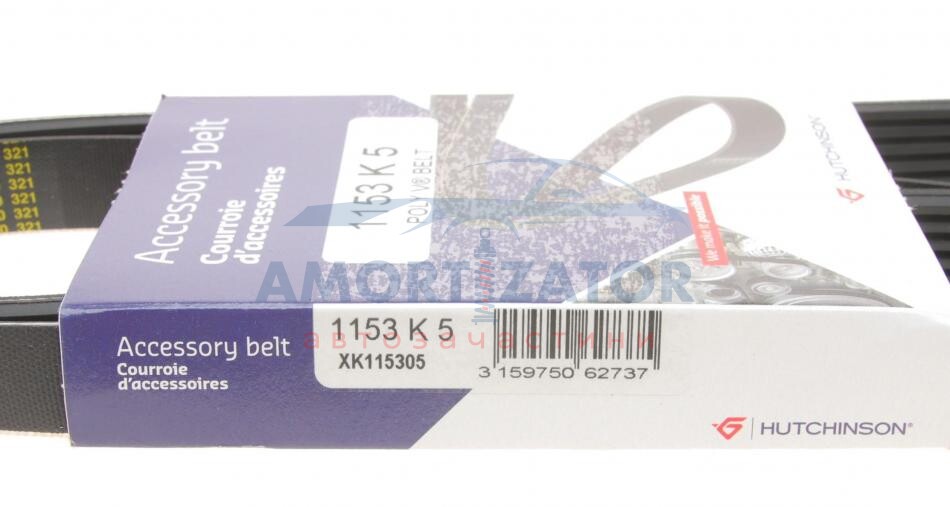 321
321
321
321
321
321
Accessory belt
Courroie
d'accessoires
1153 K 5
POLY V® BELT
We make it possible
HUTCHINSON
AMORTIZATOR
автозапчастини
Accessory belt
Courroie
d'accessoires
1153 K 5
XK115305
3 159750 62737
HUTCHINSON®